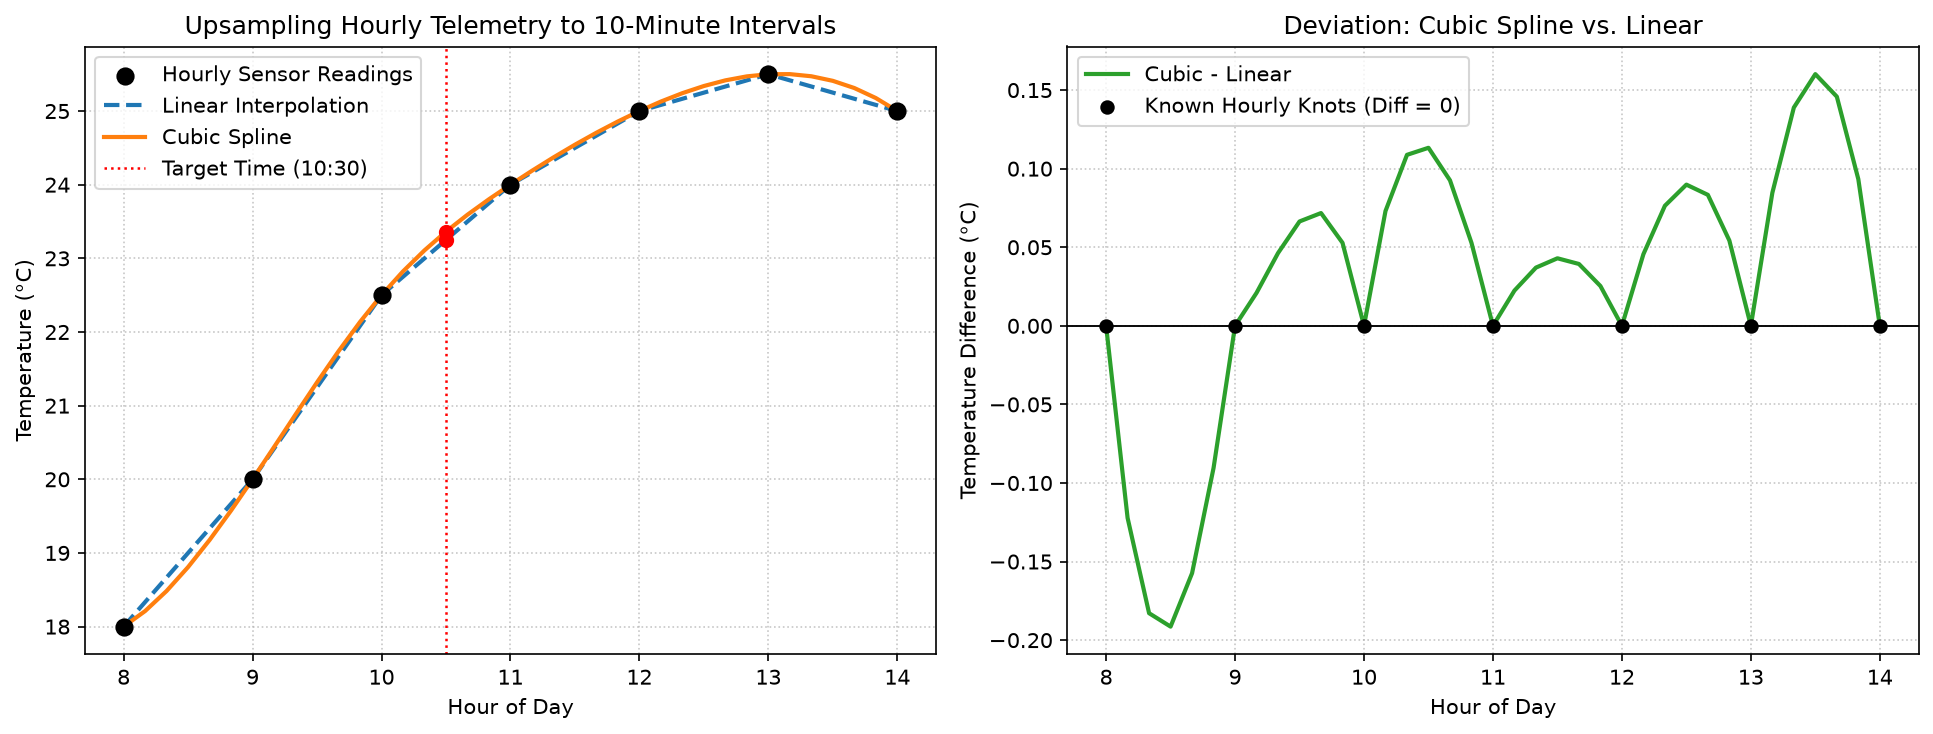 Upsampling Hourly Telemetry to 10-Minute Intervals
Hourly Sensor Readings
Linear Interpolation
Cubic Spline
Target Time (10:30)
Temperature (°C)
25
24
23
22
21
20
19
18
8 9 10 11 12 13 14
Hour of Day
Deviation: Cubic Spline vs. Linear
Cubic - Linear
Known Hourly Knots (Diff = 0)
Temperature Difference (°C)
0.15
0.10
0.05
0.00
−0.05
−0.10
−0.15
−0.20
8 9 10 11 12 13 14
Hour of Day